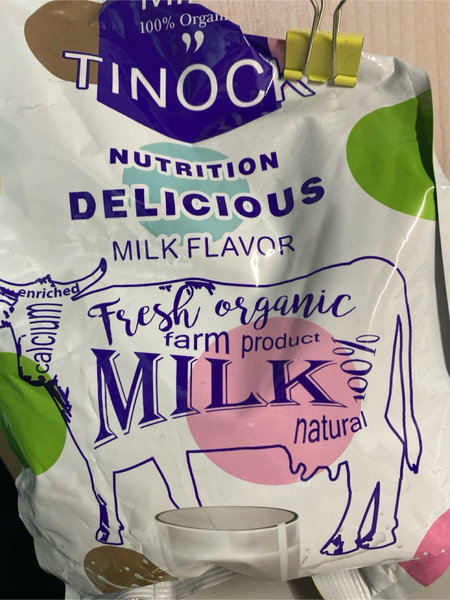 100% Organ
TINOCK
NUTRITION
DELICIOUS
MILK FLAVOR
enriched
calcium
Fresh organic
farm product
MILK
100%
natural